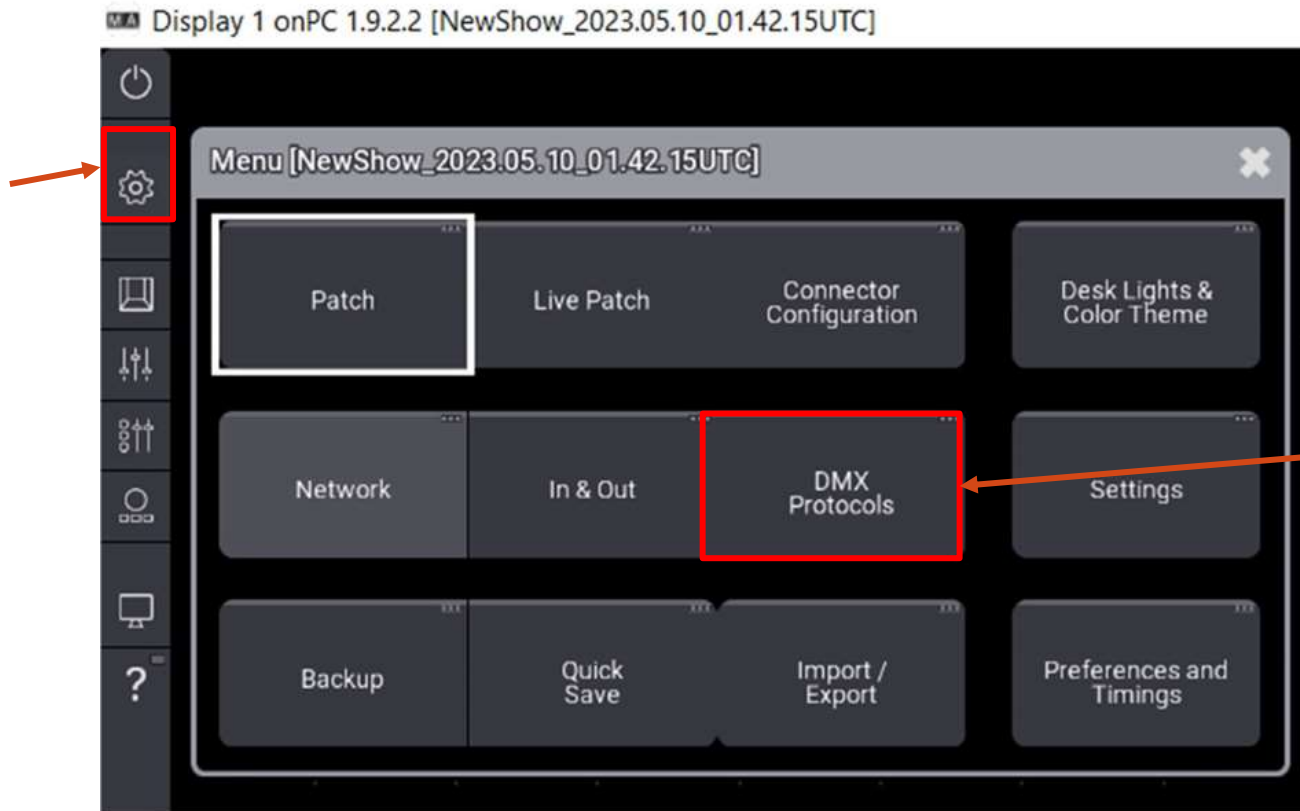 MA Display 1 onPC 1.9.2.2 [NewShow_2023.05.10_01.42.15UTC]
Menu [NewShow_2023.05.10_01.42.15UTC]
Patch
Live Patch
Connector
Configuration
Desk Lights &
Color Theme
Network
In & Out
DMX
Protocols
Settings
Backup
Quick
Save
Import /
Export
Preferences and
Timings
?